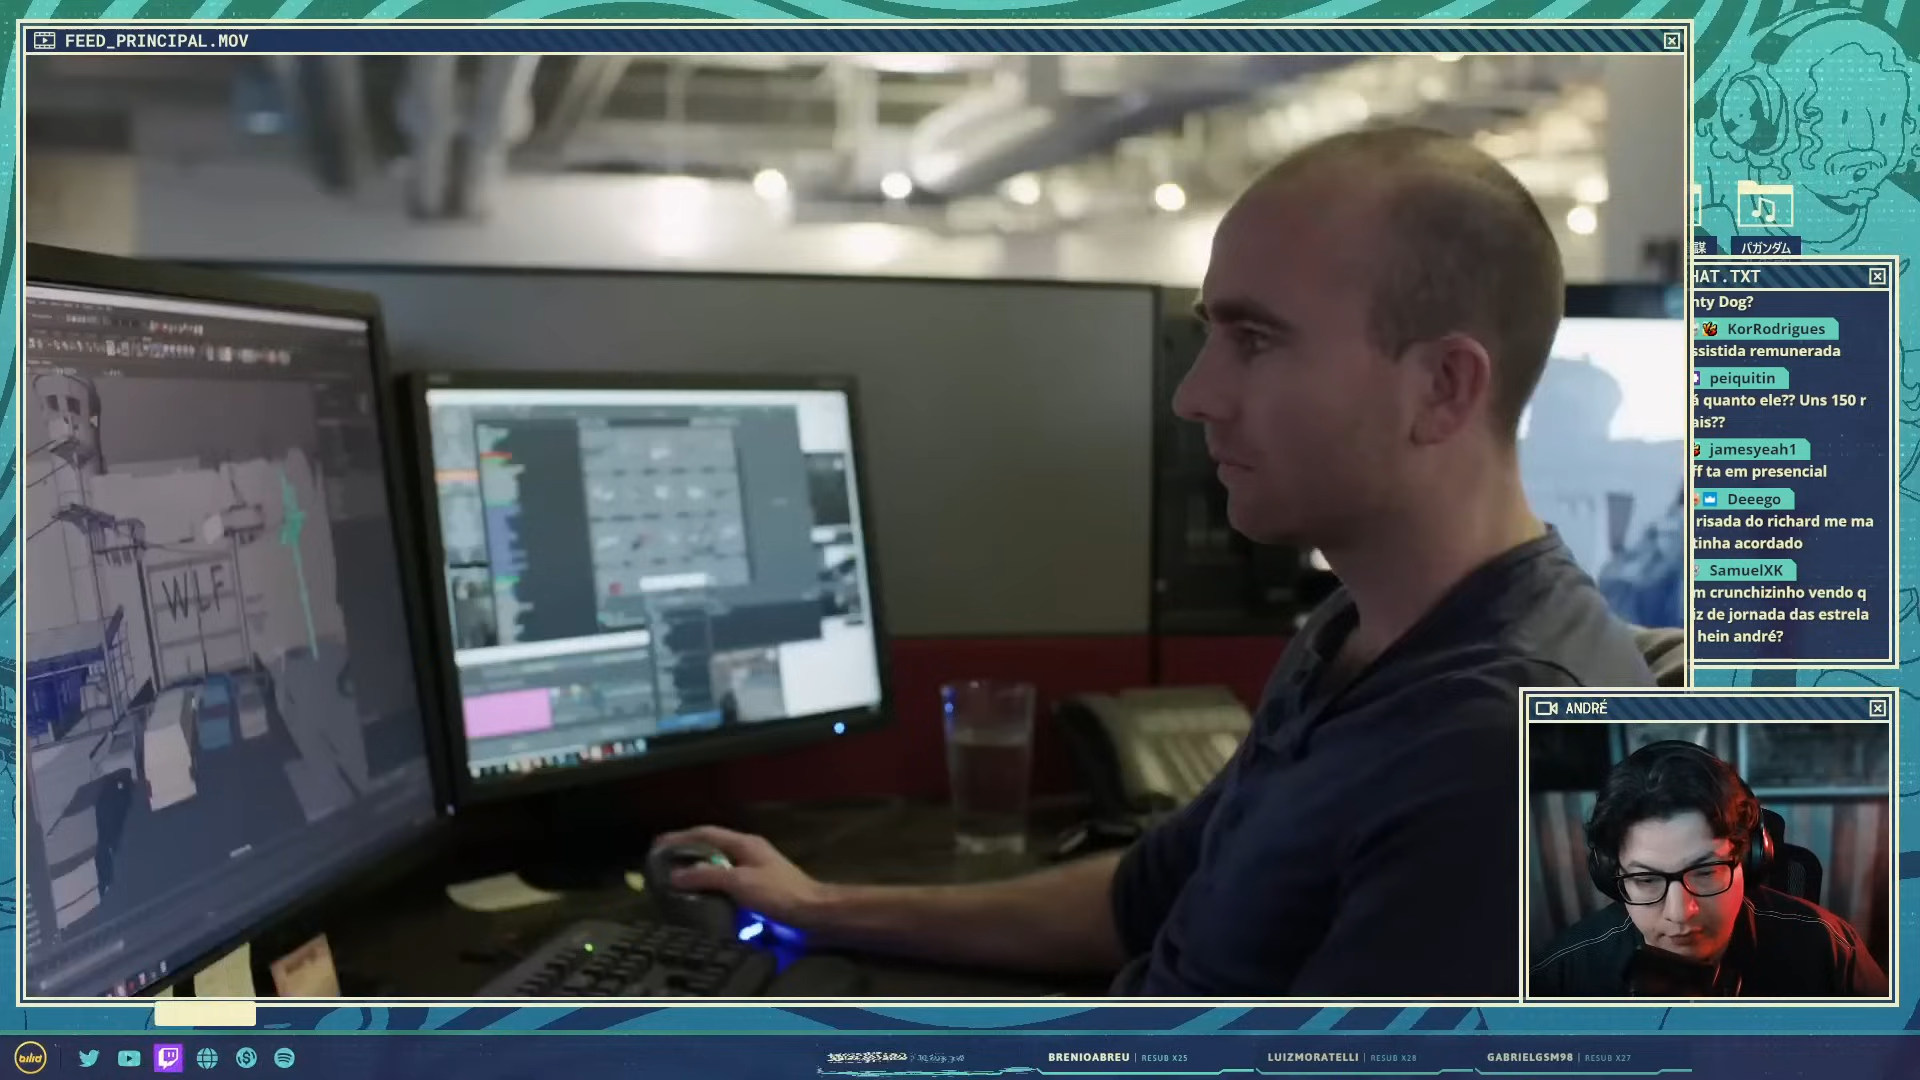 FEED_PRINCIPAL.MOV
パガンダム
HAT.TXT
nty Dog?
KorRodrigues
ssistida remunerada
peiquitin
á quanto ele?? Uns 150 r
ais??
jamesyeah1
ff ta em presencial
Deeego
risada do richard me ma
tinha acordado
SamuelXK
m crunchizinho vendo q
iz de jornada das estrela
hein andré?
WLF
ANDRÉ
bilid
BRENIOABREU | RESUB X25
LUIZMORATELLI | RESUB X28
GABRIELGSM98 | RESUB X27